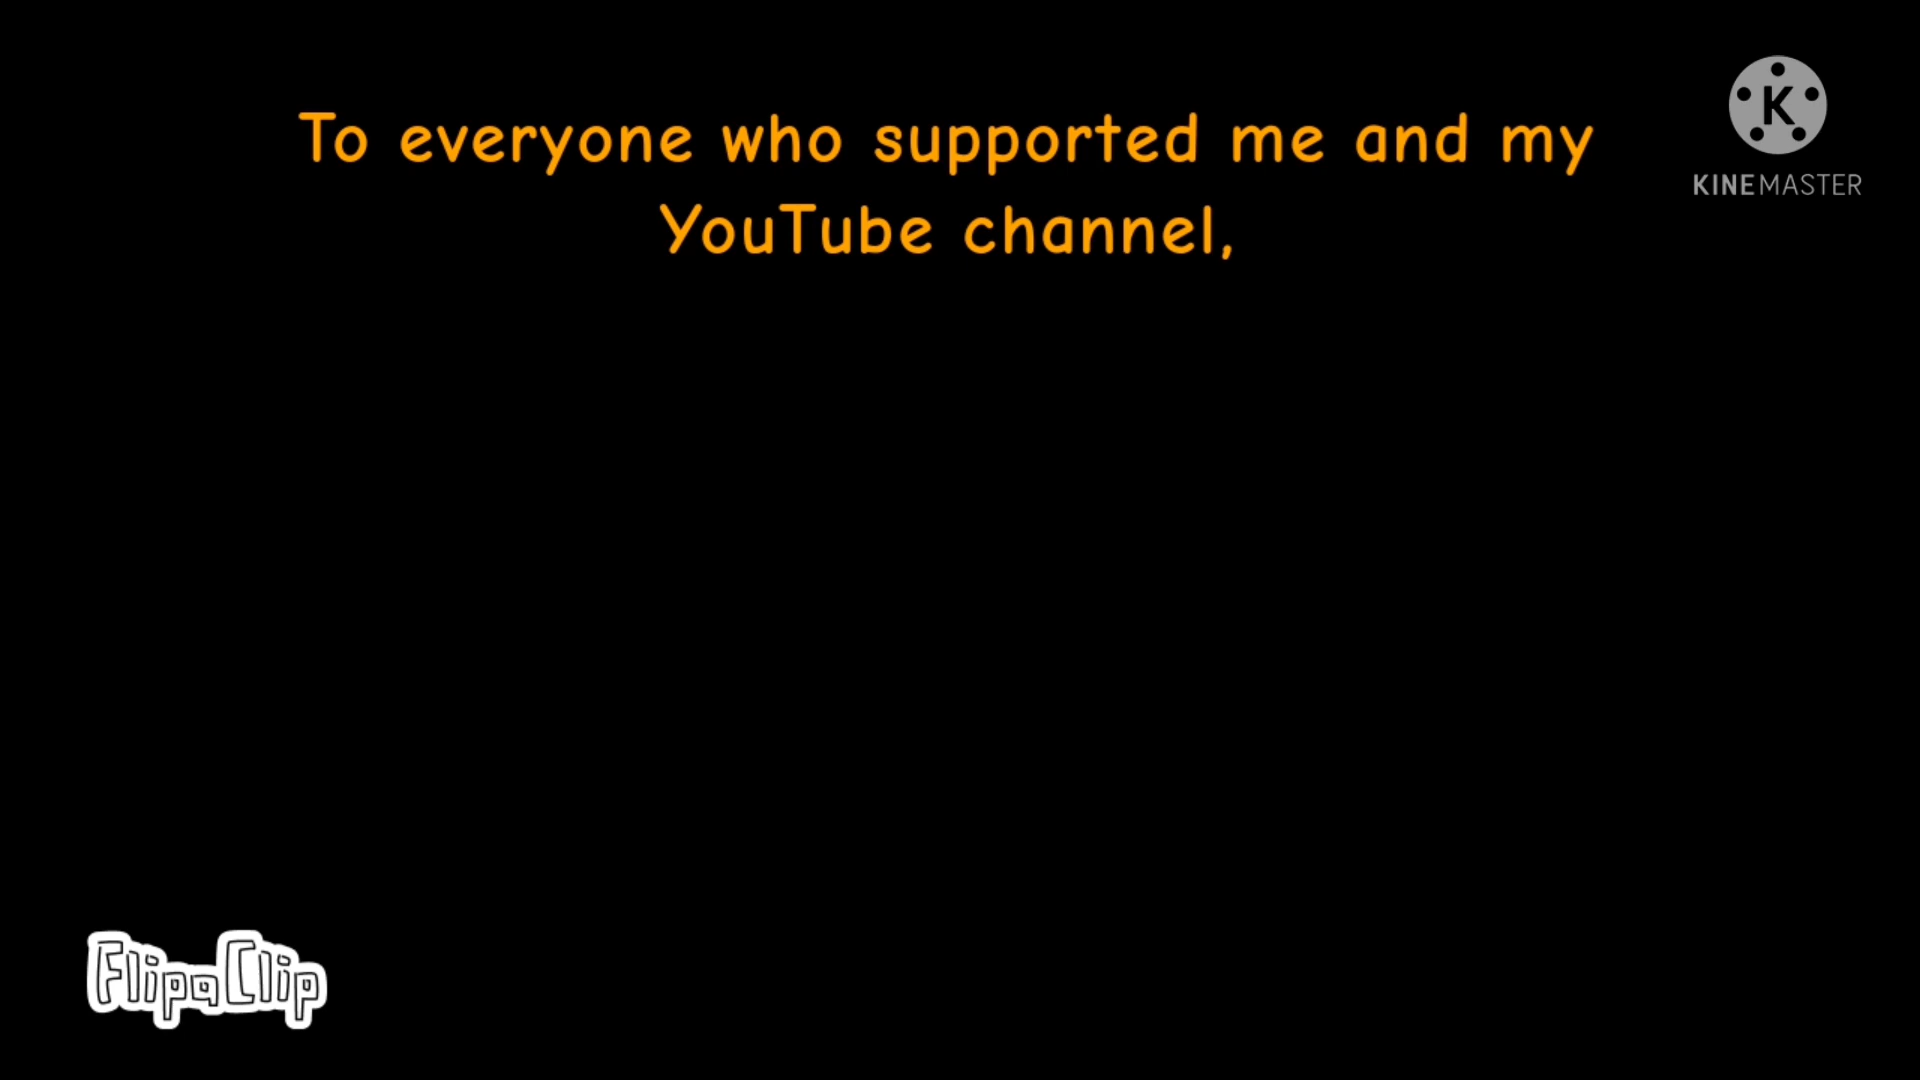 To everyone who supported me and my
YouTube channel,
K
KINEMASTER
FlipaClip